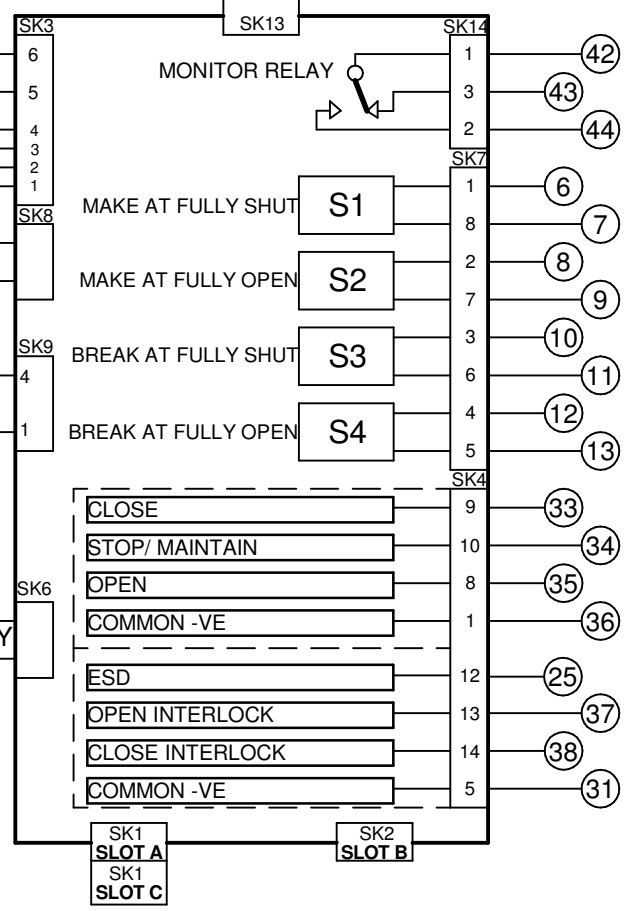 SK13
SK3
SK14
6
MONITOR RELAY
1
42
5
3
43
4
2
44
3
2
1
SK7
MAKE AT FULLY SHUT
S1
1
6
8
7
SK8
MAKE AT FULLY OPEN
S2
2
8
7
9
SK9
BREAK AT FULLY SHUT
S3
3
10
4
6
11
1
BREAK AT FULLY OPEN
S4
4
12
5
13
SK4
CLOSE
9
33
STOP/ MAINTAIN
10
34
SK6
OPEN
8
35
COMMON -VE
1
36
Y
ESD
12
25
OPEN INTERLOCK
13
37
CLOSE INTERLOCK
14
38
COMMON -VE
5
31
SK1
SLOT A
SK2
SLOT B
SK1
SLOT C